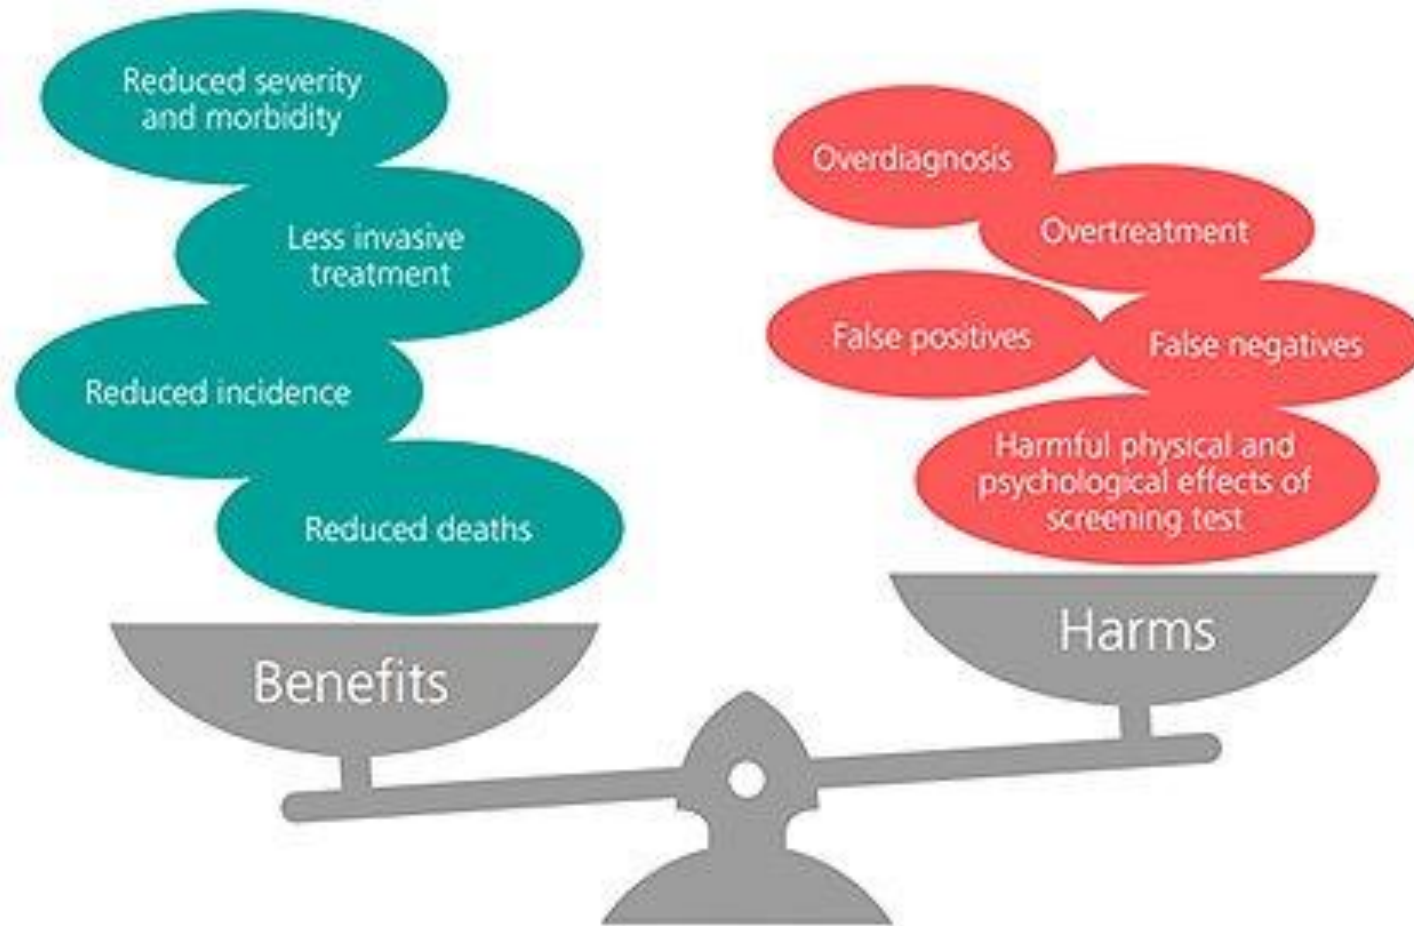 Reduced severity
and morbidity
Less invasive
treatment
Reduced incidence
Reduced deaths
Benefits
Overdiagnosis
Overtreatment
False positives
False negatives
Harmful physical and
psychological effects of
screening test
Harms